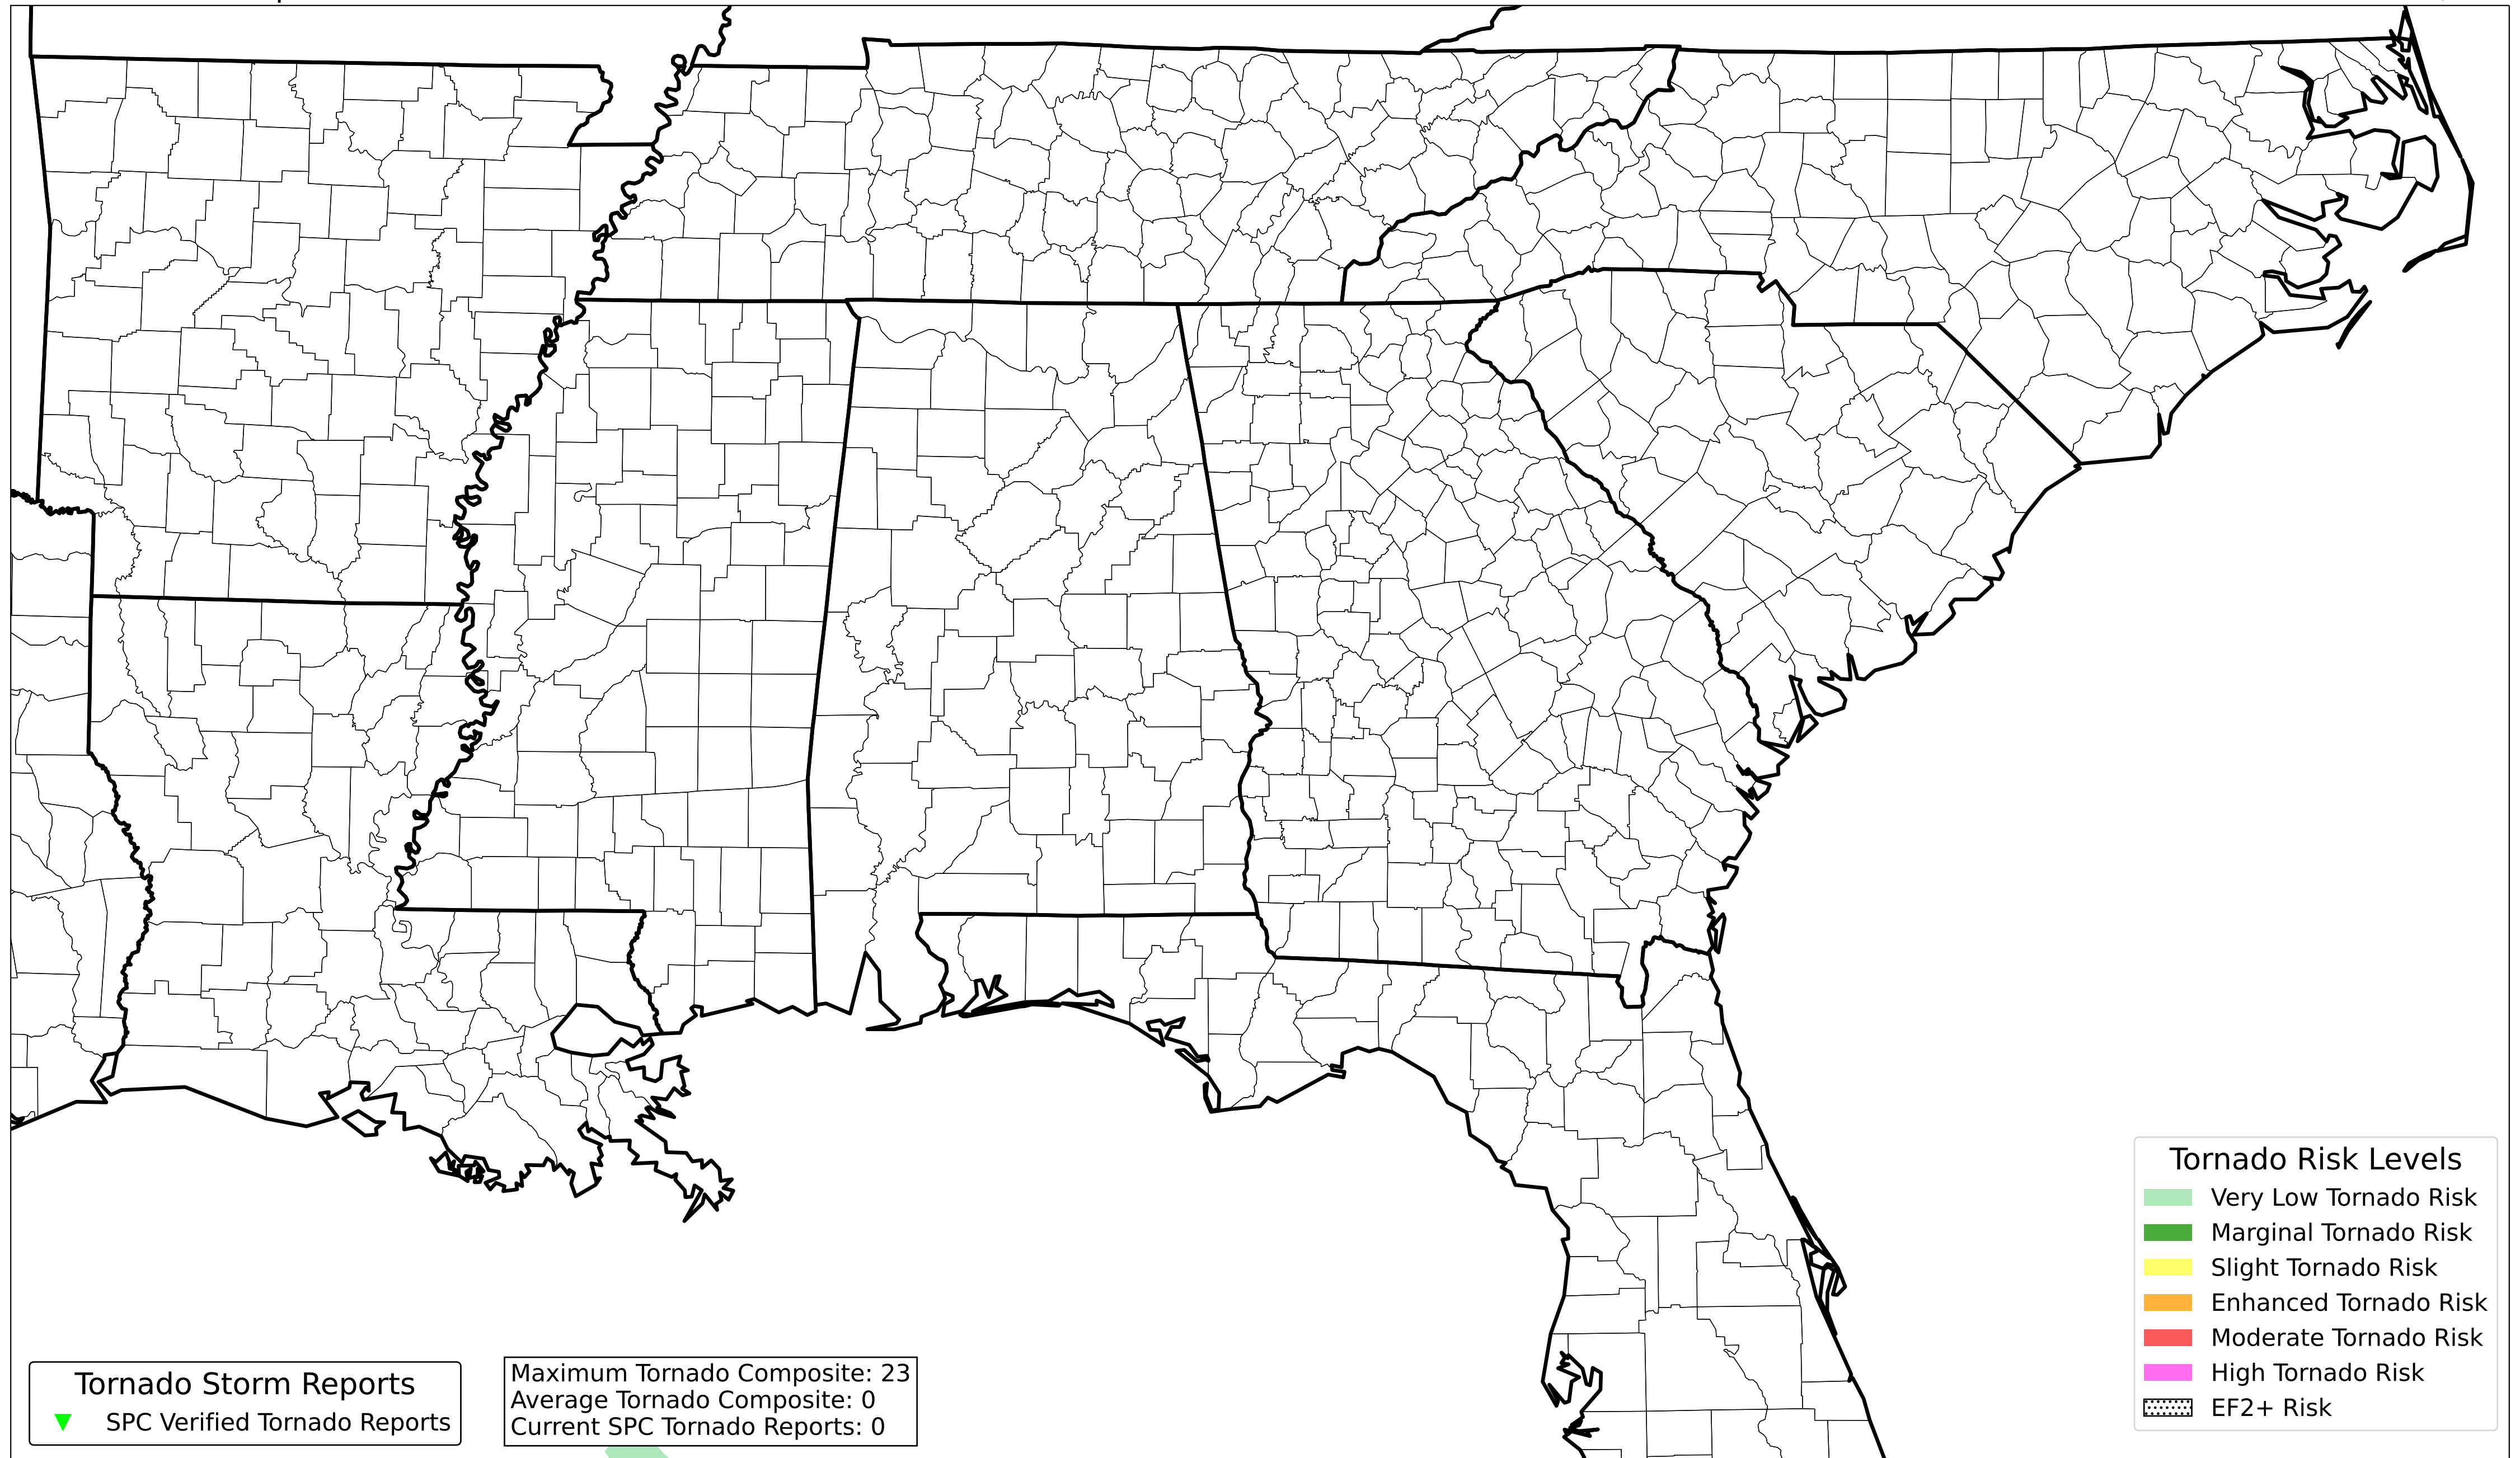 Tornado Risk Levels
Very Low Tornado Risk
Marginal Tornado Risk
Slight Tornado Risk
Enhanced Tornado Risk
Moderate Tornado Risk
High Tornado Risk
EF2+ Risk
Tornado Storm Reports
SPC Verified Tornado Reports
Maximum Tornado Composite: 23
Average Tornado Composite: 0
Current SPC Tornado Reports: 0